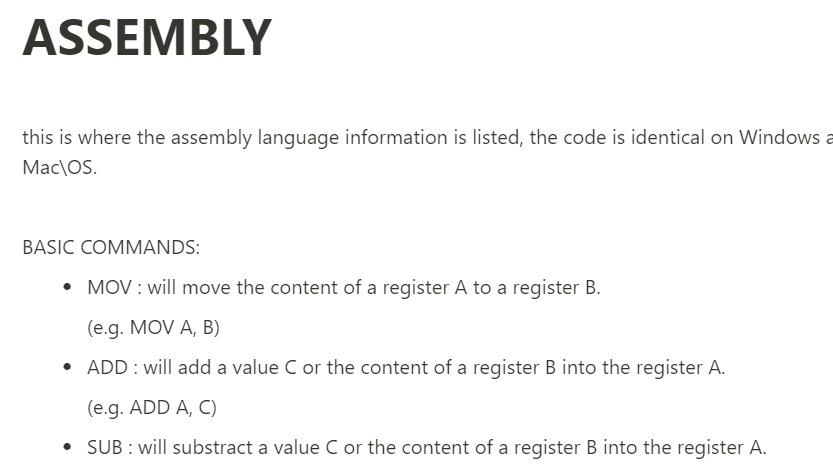 ASSEMBLY
this is where the assembly language information is listed, the code is identical on Windows
Mac\OS.
BASIC COMMANDS:
• MOV : will move the content of a register A to a register B.
(e.g. MOV A, B)
• ADD : will add a value C or the content of a register B into the register A.
(e.g. ADD A, C)
• SUB : will substract a value C or the content of a register B into the register A.